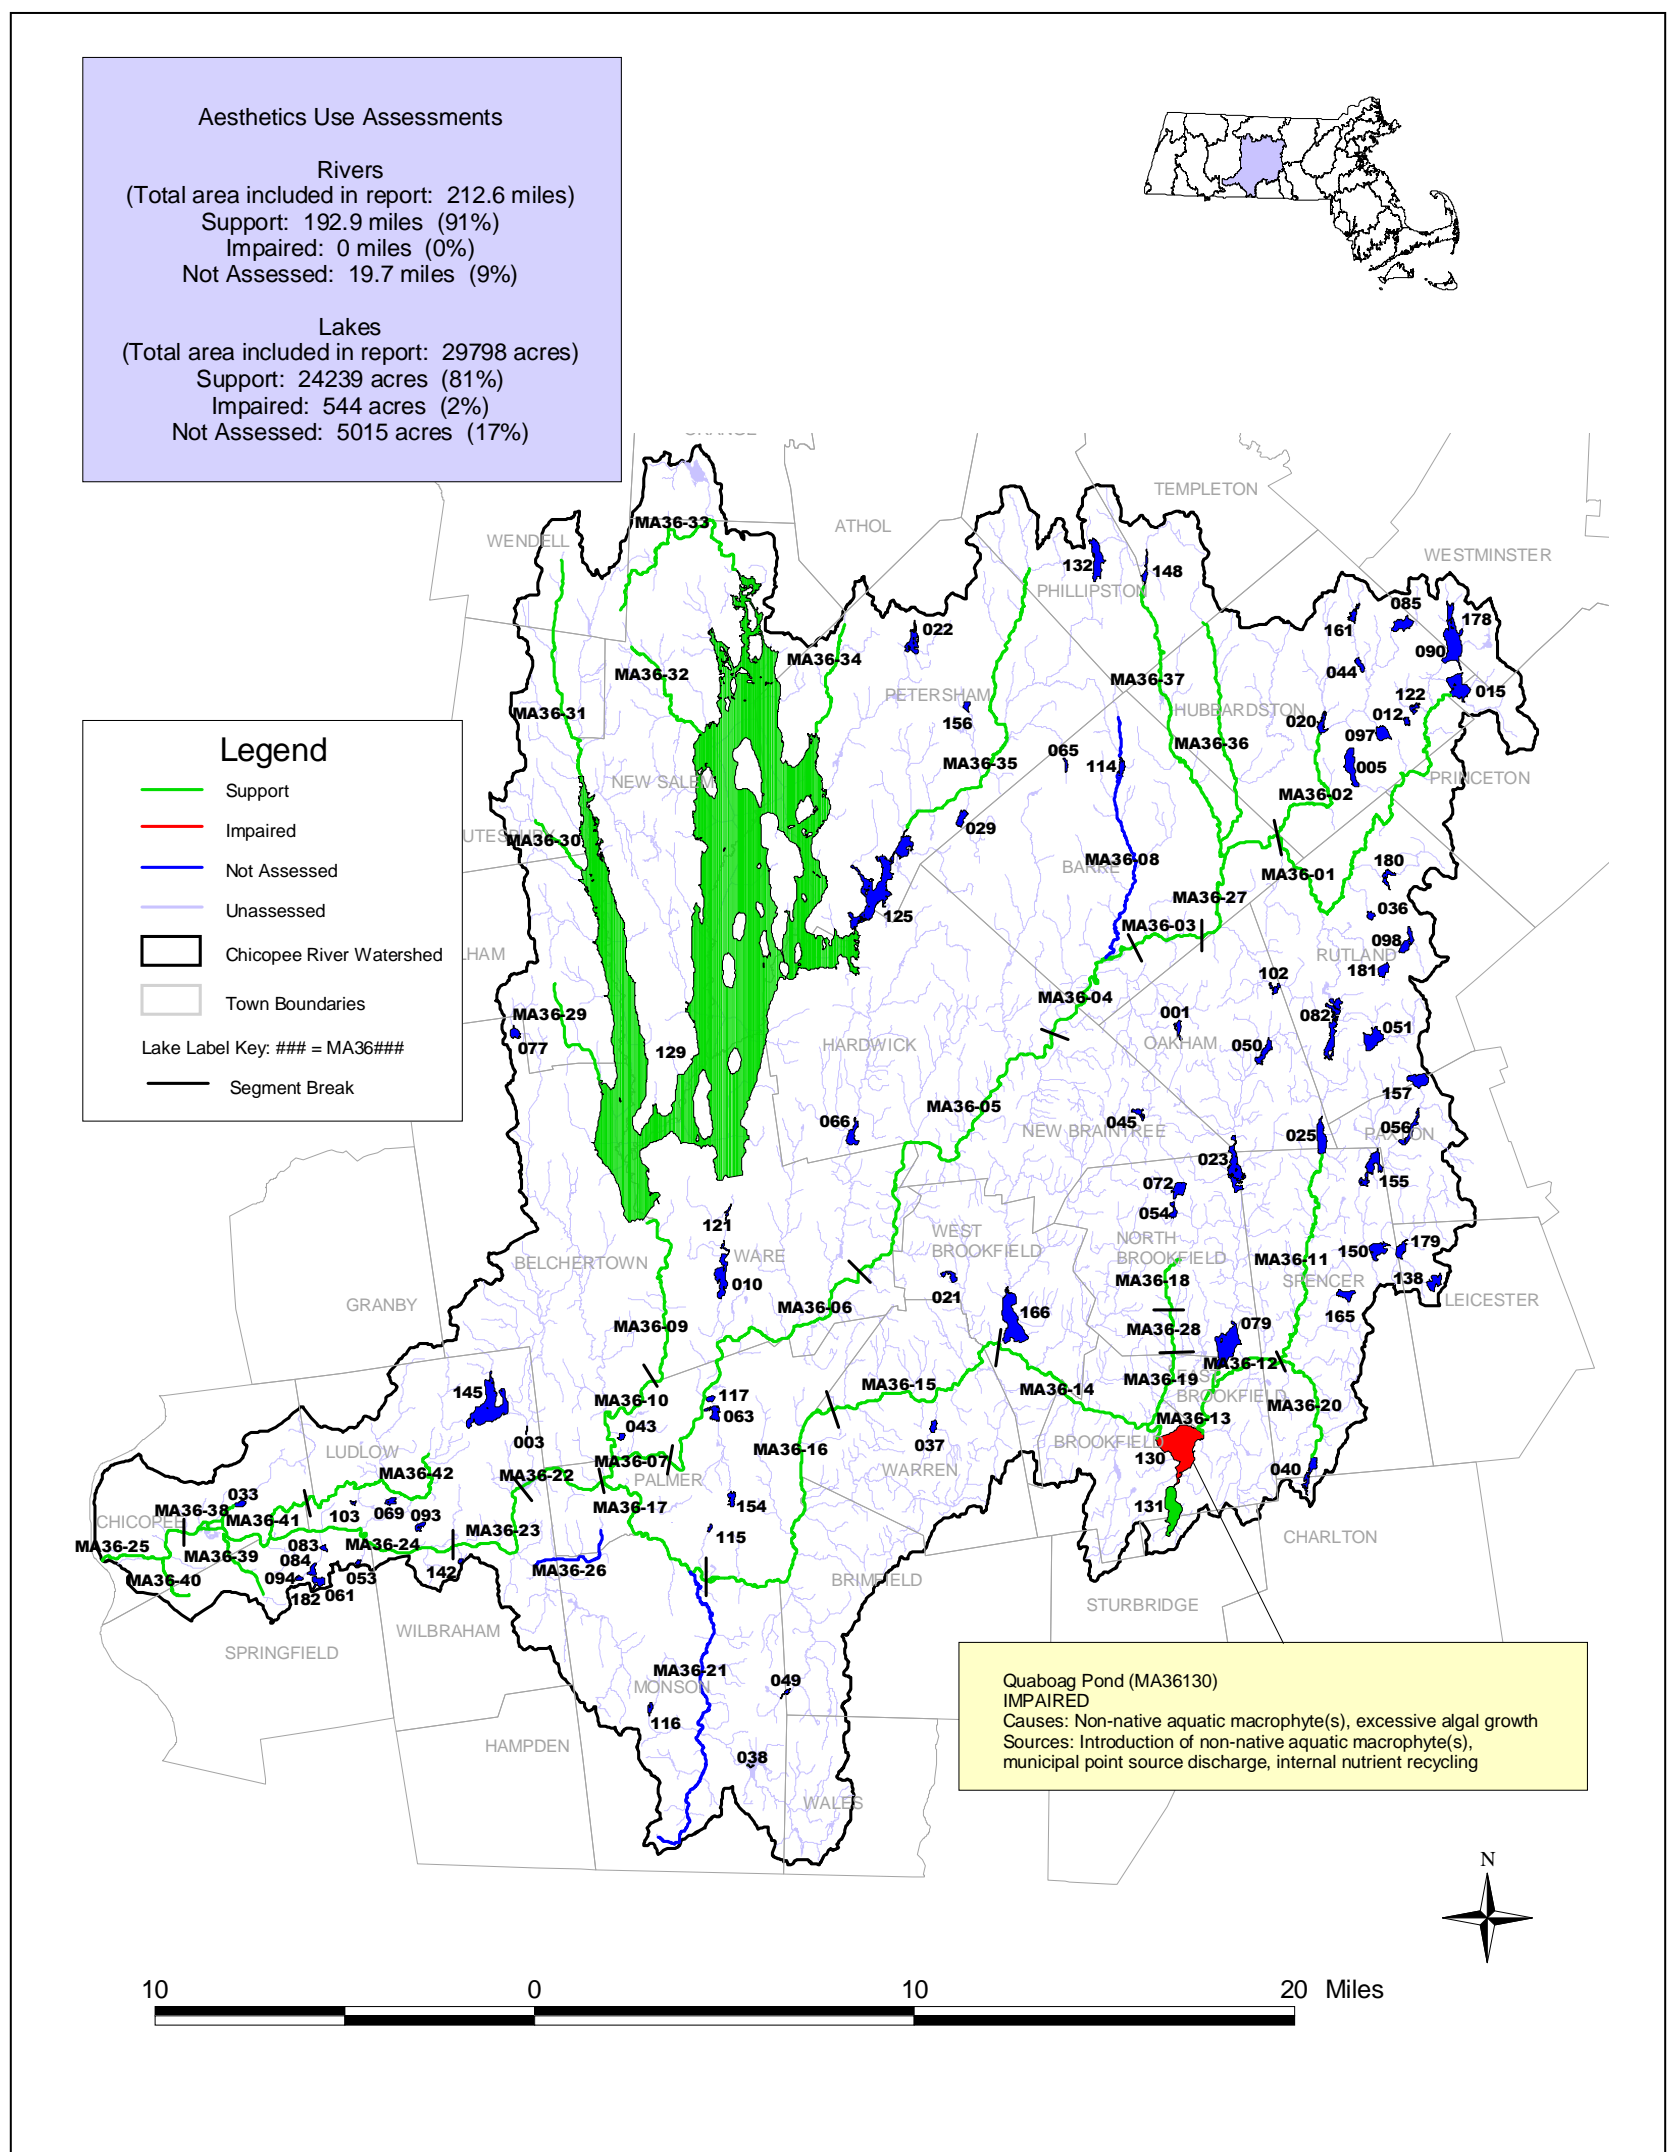 Aesthetics Use Assessments
Rivers
(Total area included in report: 212.6 miles)
Support: 192.9 miles (91%)
Impaired: 0 miles (0%)
Not Assessed: 19.7 miles (9%)
Lakes
(Total area included in report: 29798 acres)
Support: 24239 acres (81%)
Impaired: 544 acres (2%)
Not Assessed: 5015 acres (17%)
TEMPLETON
MA36-33
ATHOL
WENDELL
WESTMINSTER
132
148
PHILLIPSTON
085
161
178
022
090
MA36-34
044
MA36-32
MA36-37
PETERSHAM
122
015
MA36-31
156
HUBBARDSTON
020
012
097
MA36-36
065
114
MA36-35
005
NEW SALEM
PRINCETON
MA36-02
029
MA36-30
MA36-08
BARRE
180
MA36-01
MA36-27
036
125
MA36-03
098
RUTLAND
181
102
MA36-04
MA36-29
001
082
051
077
129
HARDWICK
OAKHAM
050
157
MA36-05
066
045
NEW BRAINTREE
056
025
PAXTON
023
072
155
054
121
BELCHERTOWN
WARE
WEST
BROOKFIELD
NORTH
BROOKFIELD
MA36-11
150
179
010
021
MA36-18
SPENCER
138
GRANBY
MA36-06
166
165
LEICESTER
MA36-09
MA36-28
079
MA36-12
145
MA36-10
117
MA36-15
MA36-14
MA36-19
EAST
BROOKFIELD
MA36-20
063
MA36-13
043
003
037
LUDLOW
MA36-16
BROOKFIELD
130
MA36-07
WARREN
MA36-42
MA36-22
PALMER
040
033
MA36-38
103
069
093
MA36-17
154
131
CHICOPEE
MA36-41
MA36-23
115
CHARLTON
MA36-25
MA36-39
083
MA36-24
084
MA36-26
MA36-40
094
053
142
BRIMFIELD
182
061
STURBRIDGE
WILBRAHAM
SPRINGFIELD
MA36-21
MONSON
049
116
HAMPDEN
038
WALES
Legend
Support
Impaired
Not Assessed
Unassessed
Chicopee River Watershed
Town Boundaries
Lake Label Key: ### = MA36###
Segment Break
Quaboag Pond (MA36130)
IMPAIRED
Causes: Non-native aquatic macrophyte(s), excessive algal growth
Sources: Introduction of non-native aquatic macrophyte(s),
municipal point source discharge, internal nutrient recycling
N
10 0 10 20 Miles